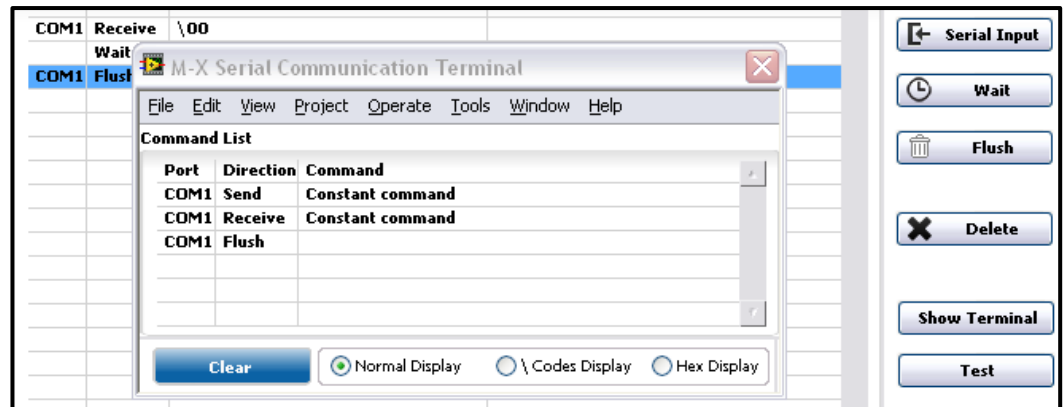 COM1 Receive \00
Serial Input
Wait
COM1 Flush
M-X Serial Communication Terminal
Wait
File Edit View Project Operate Tools Window Help
Command List
Flush
Port Direction Command
COM1 Send Constant command
COM1 Receive Constant command
Delete
COM1 Flush
Show Terminal
Clear Normal Display \ Codes Display Hex Display
Test